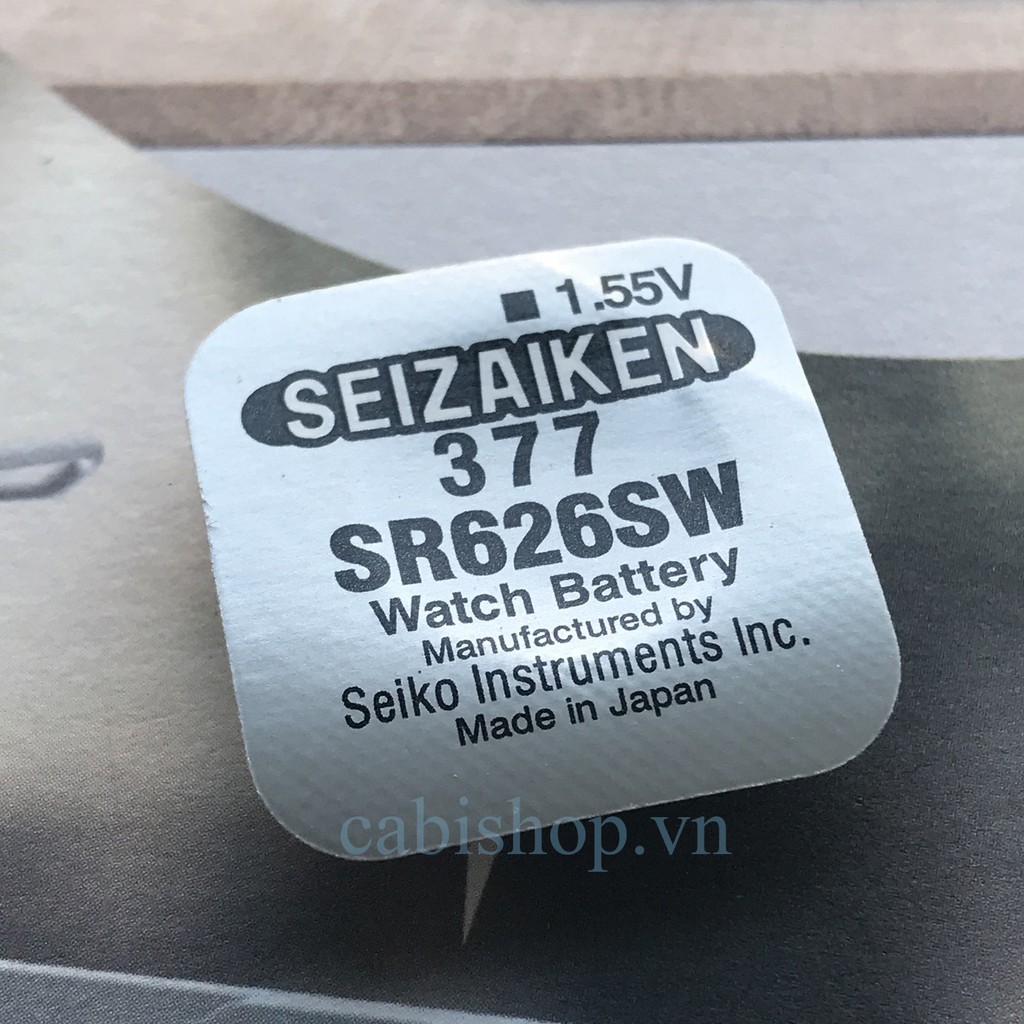 ■ 1.55V
SEIZAIKEN
377
SR626SW
Watch Battery
Manufactured by
Seiko Instruments Inc.
Made in Japan
cabishop.vn